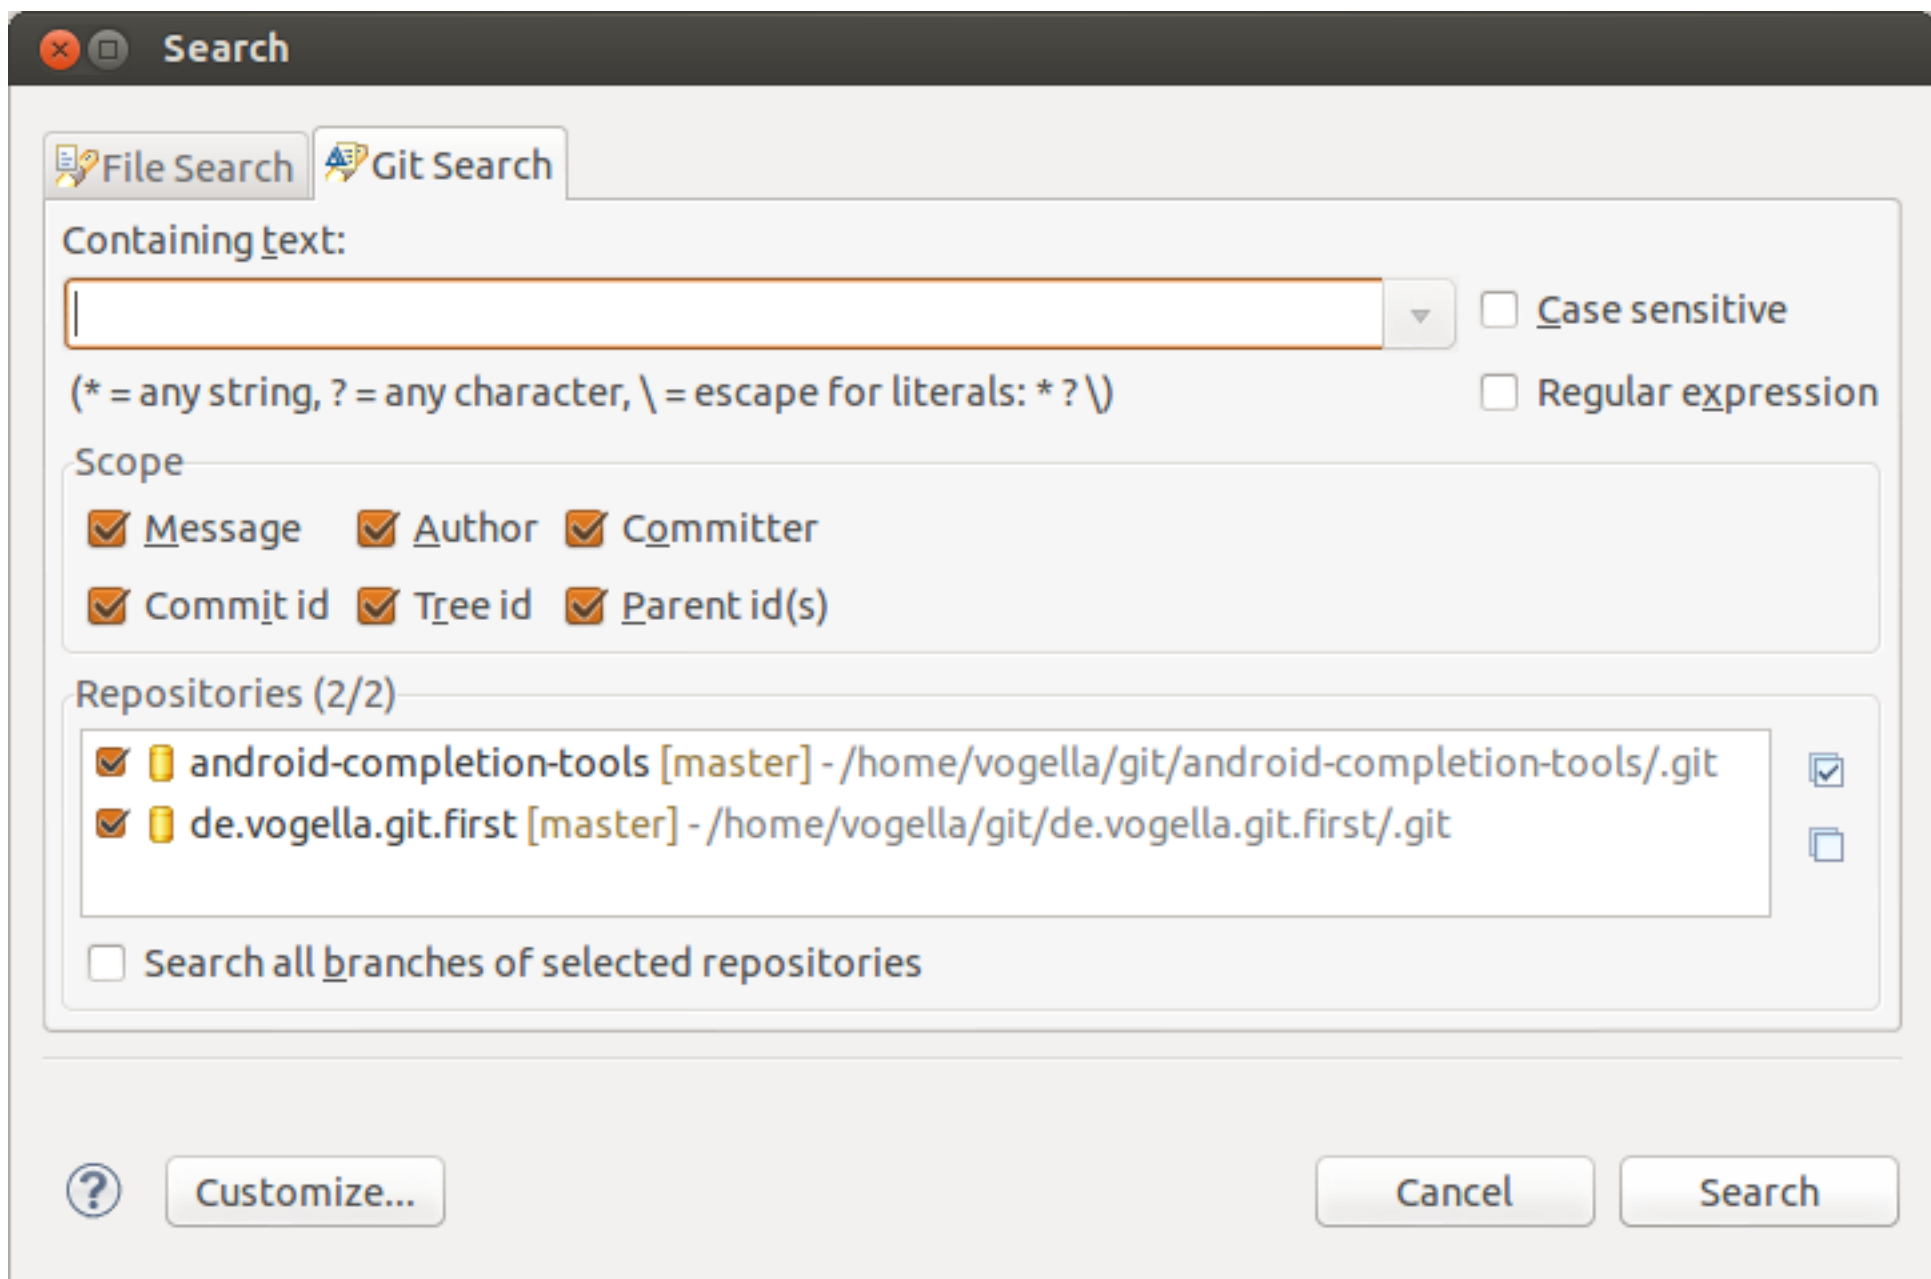 Search
File Search Git Search
Containing text:
Case sensitive
(* = any string, ? = any character, \ = escape for literals: * ? \)
Regular expression
Scope
Message Author Committer
Commit id Tree id Parent id(s)
Repositories (2/2)
android-completion-tools [master] - /home/vogella/git/android-completion-tools/.git
de.vogella.git.first [master] - /home/vogella/git/de.vogella.git.first/.git
Search all branches of selected repositories
? Customize... Cancel Search